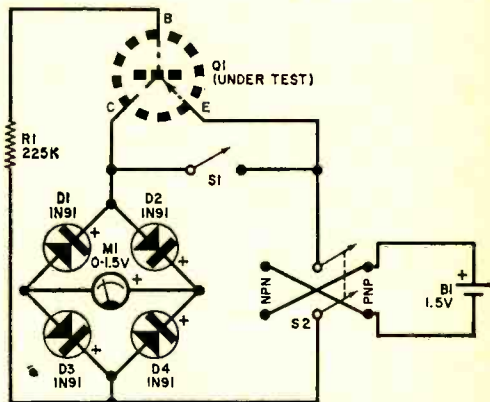 B
Q1
(UNDER TEST)
C
E
R1
225K
S1
D1
1N91
D2
1N91
M1
0-1.5V
+
+
+
NPN
PNP
+
B1
1.5V
S2
+
+
D3
1N91
D4
1N91